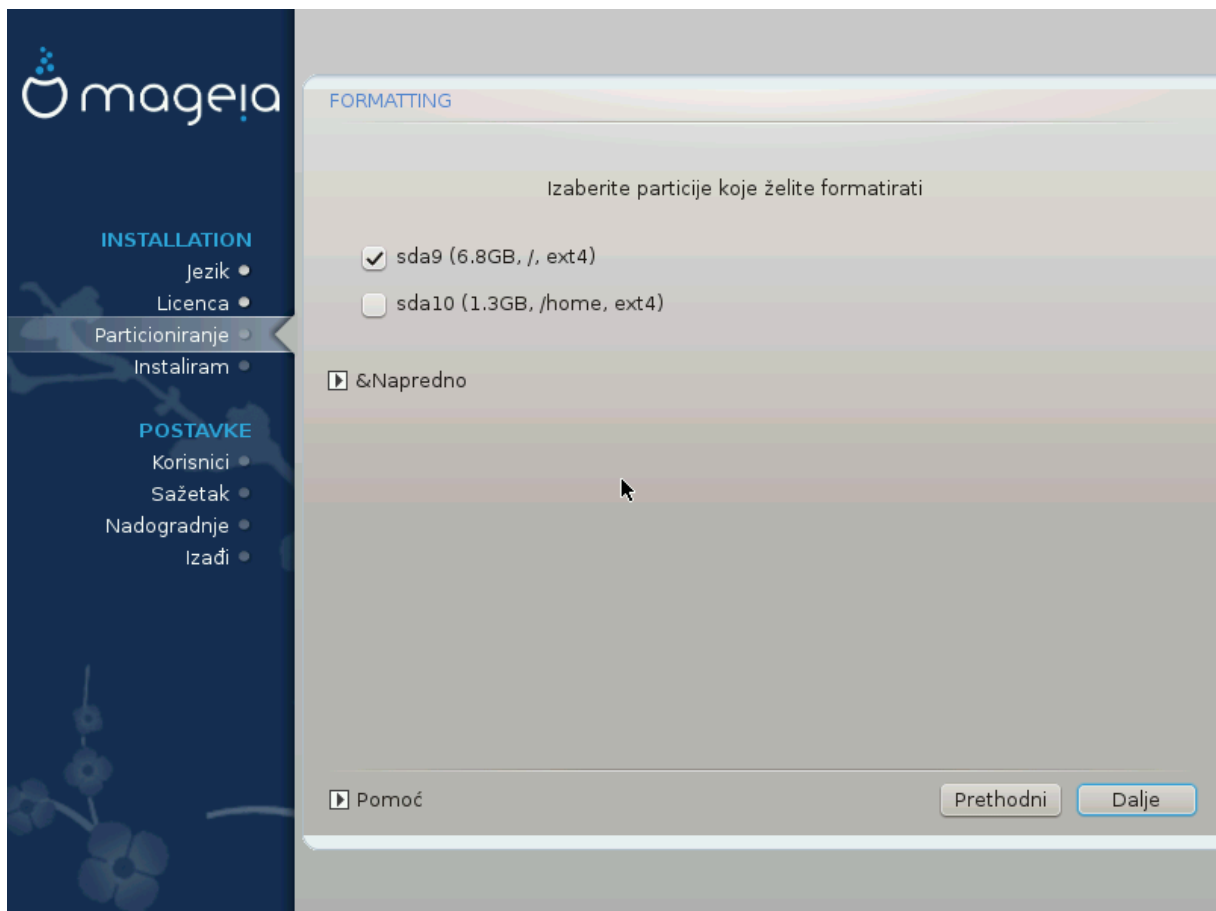 mageia
INSTALLATION
Jezik
Licenca
Particioniranje
Instaliram
POSTAVKE
Korisnici
Sažetak
Nadogradnje
Izađi
FORMATTING
Izaberite particije koje želite formatirati
sda9 (6.8GB, /, ext4)
sda10 (1.3GB, /home, ext4)
&Napredno
Pomoć
Prethodni
Dalje